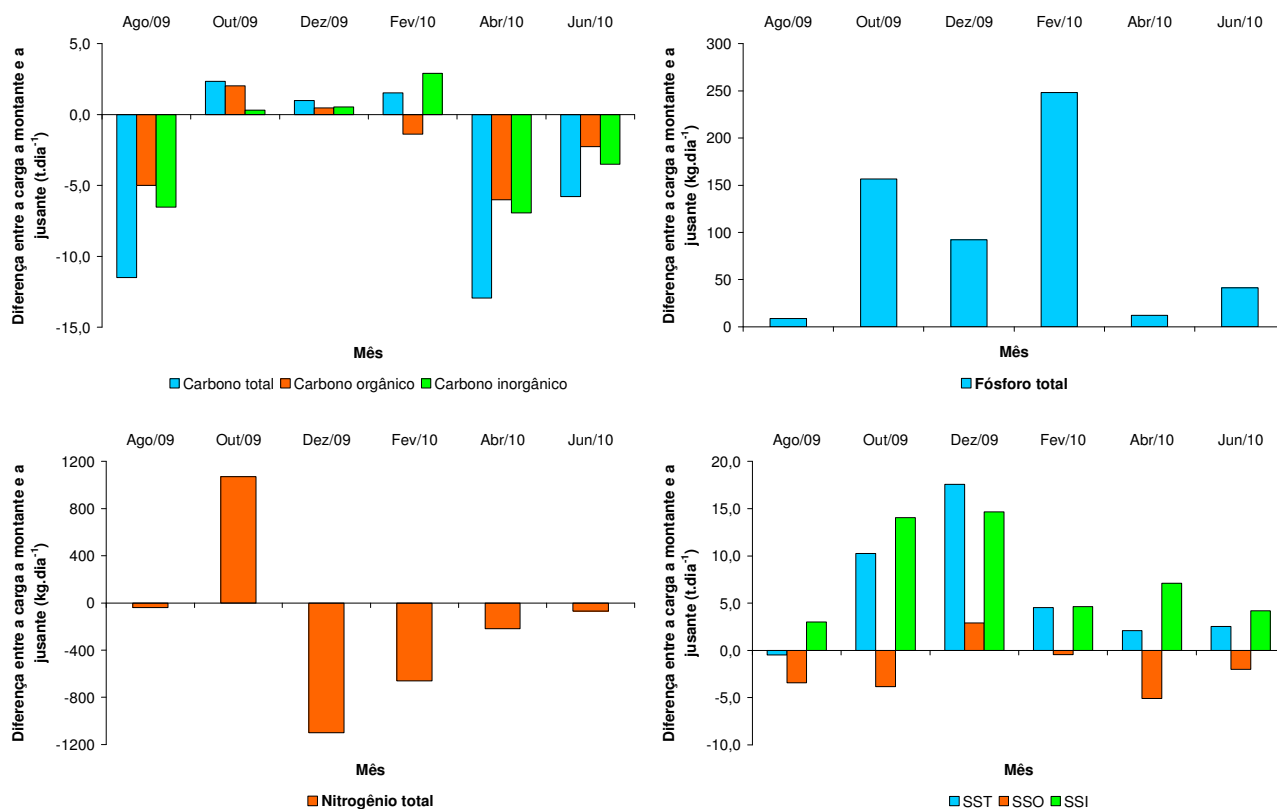 Ago/09 Out/09 Dez/09 Fev/10 Abr/10 Jun/10
5,0
0,0
-5,0
-10,0
-15,0
Diferença entre a carga a montante e a
jusante (t.dia⁻¹)
Mês
Carbono total Carbono orgânico Carbono inorgânico
Ago/09 Out/09 Dez/09 Fev/10 Abr/10 Jun/10
300
250
200
150
100
50
0
Diferença entre a carga a montante e a
jusante (kg.dia⁻¹)
Mês
Fósforo total
Ago/09 Out/09 Dez/09 Fev/10 Abr/10 Jun/10
1200
800
400
0
-400
-800
-1200
Diferença entre a carga a montante e a
jusante (kg.dia⁻¹)
Mês
Nitrogênio total
Ago/09 Out/09 Dez/09 Fev/10 Abr/10 Jun/10
20,0
15,0
10,0
5,0
0,0
-5,0
-10,0
Diferença entre a carga a montante e a
jusante (t.dia⁻¹)
Mês
SST SSO SSI